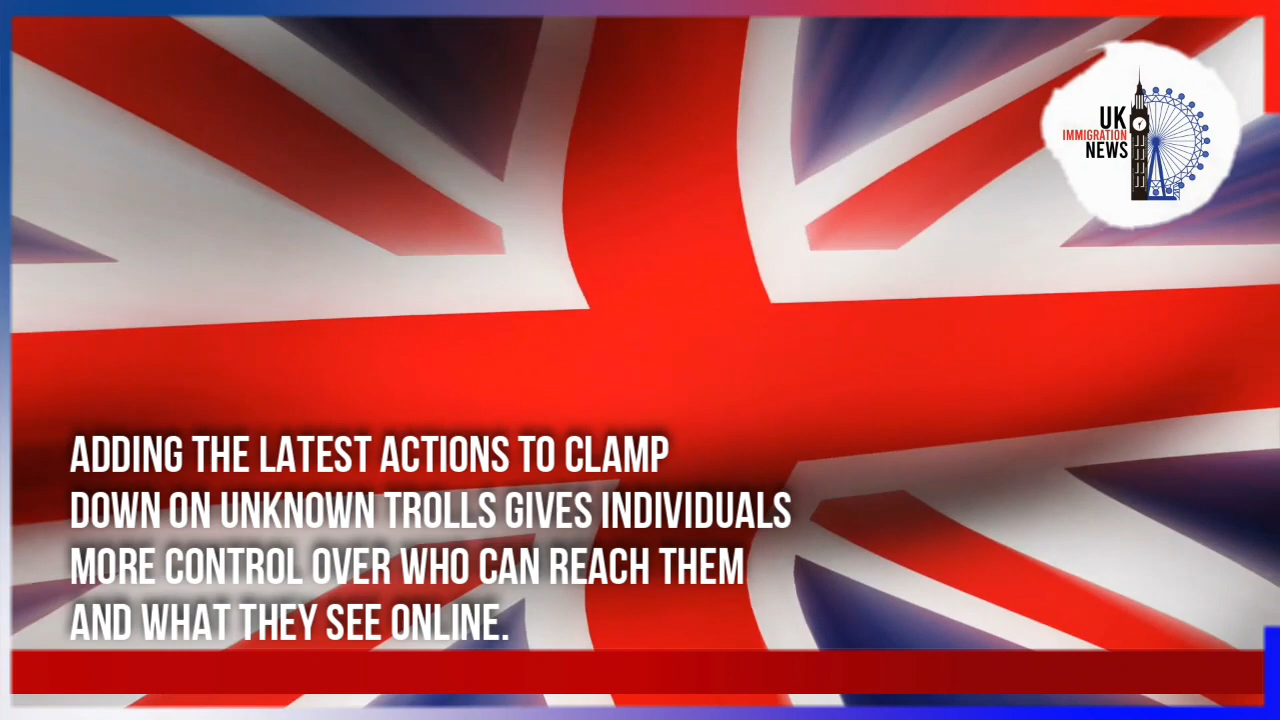 UK
IMMIGRATION
NEWS
ADDING THE LATEST ACTIONS TO CLAMP
DOWN ON UNKNOWN TROLLS GIVES INDIVIDUALS
MORE CONTROL OVER WHO CAN REACH THEM
AND WHAT THEY SEE ONLINE.